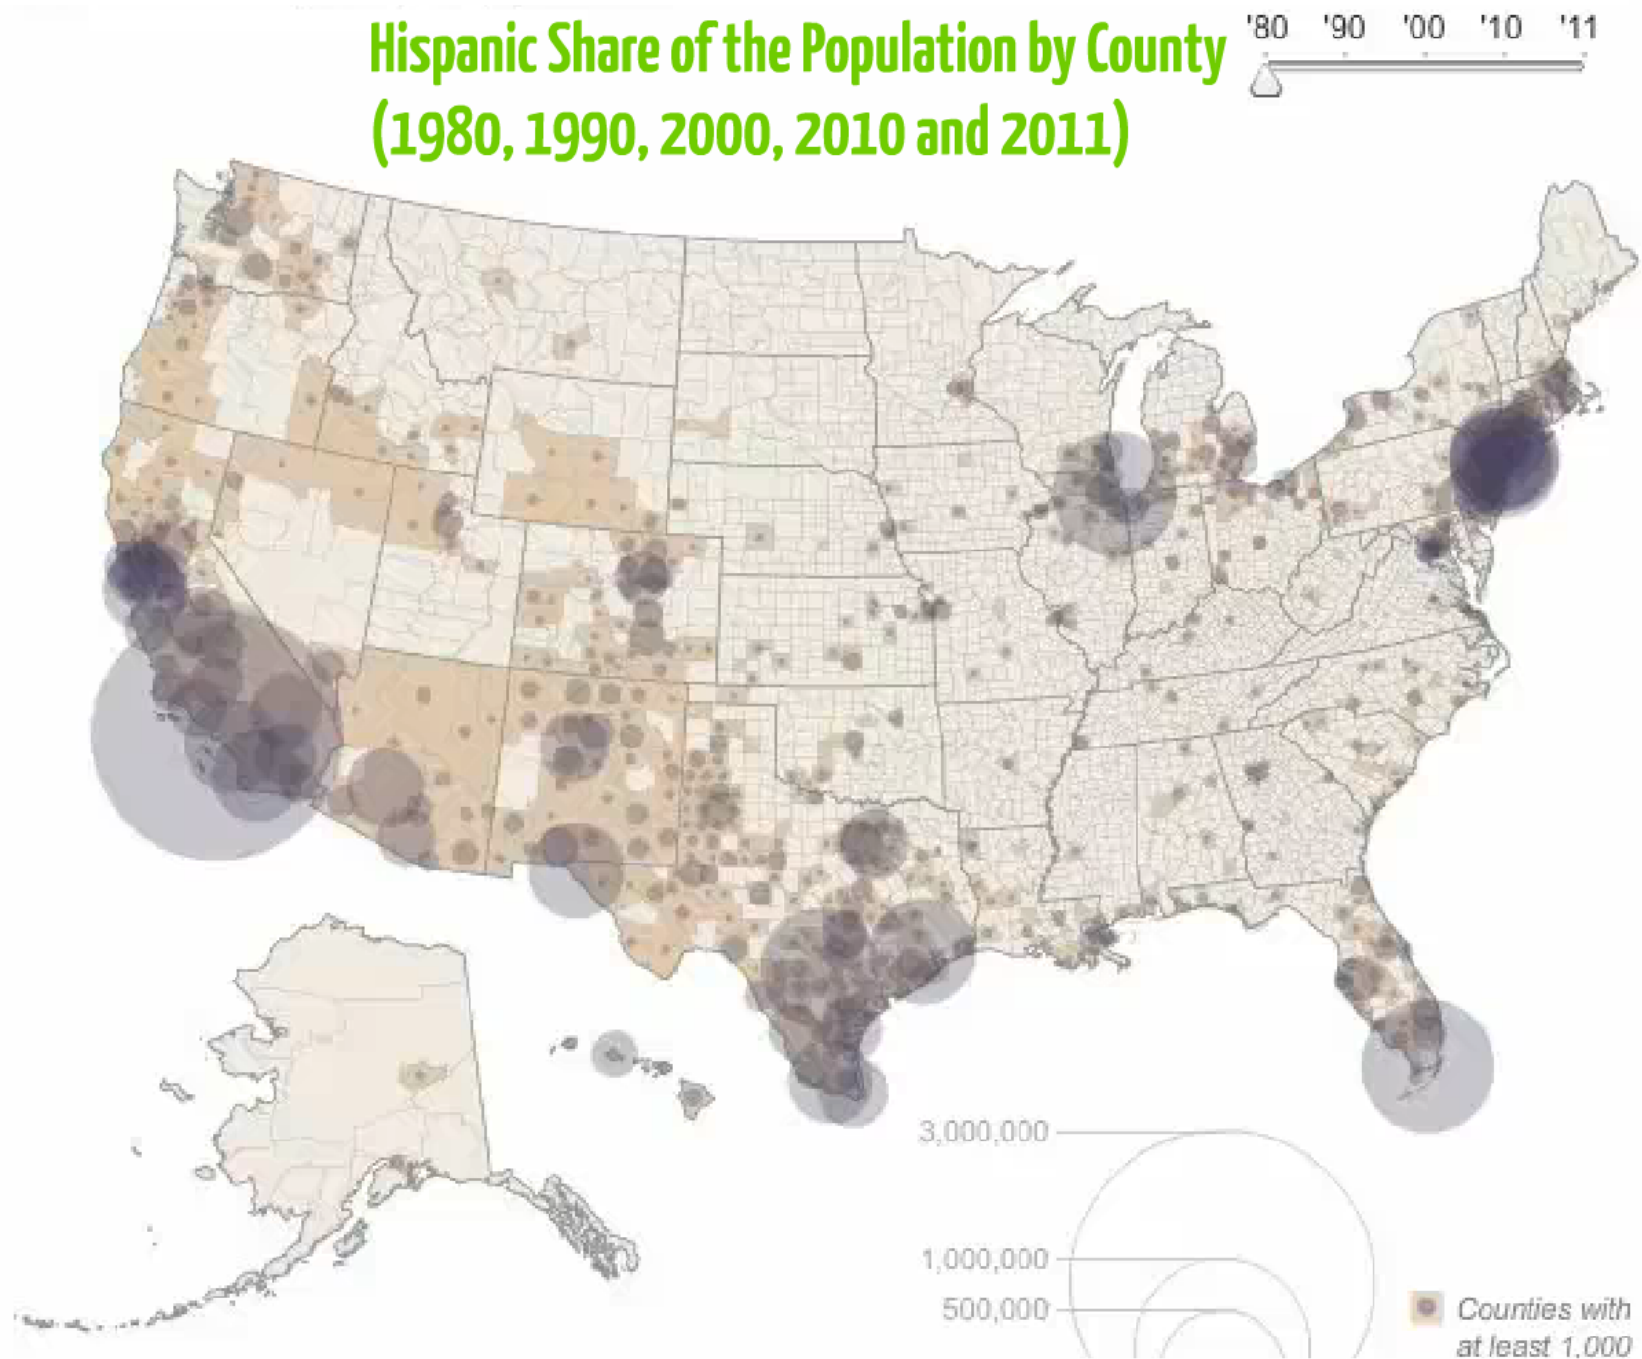 Hispanic Share of the Population by County
(1980, 1990, 2000, 2010 and 2011)
'80 '90 '00 '10 '11
3,000,000
1,000,000
500,000
Counties with
at least 1,000